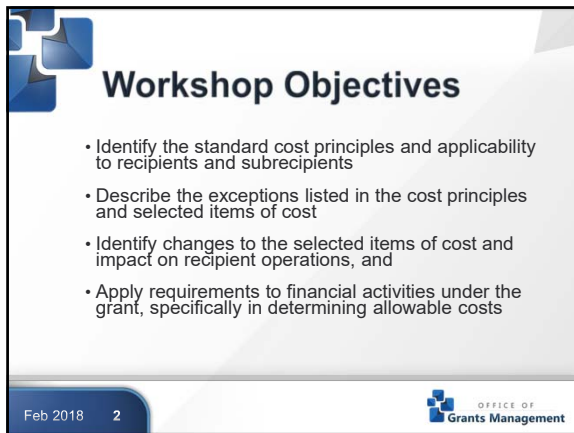 Workshop Objectives
• Identify the standard cost principles and applicability
to recipients and subrecipients
• Describe the exceptions listed in the cost principles
and selected items of cost
• Identify changes to the selected items of cost and
impact on recipient operations, and
• Apply requirements to financial activities under the
grant, specifically in determining allowable costs
Feb 2018 2
OFFICE OF
Grants Management